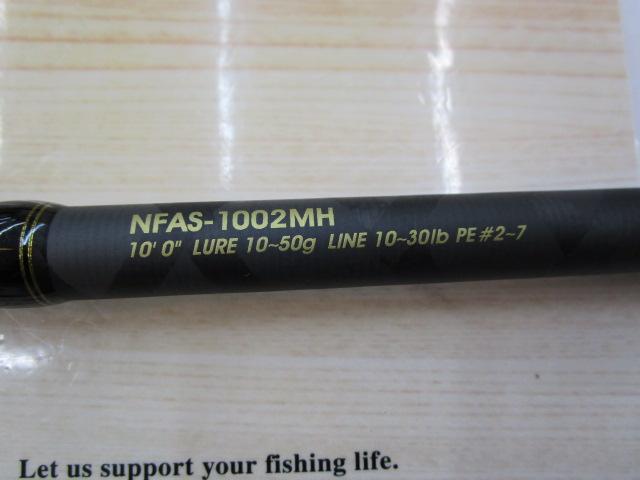 NFAS-1002MH
10' 0" LURE 10~50g LINE 10~30lb PE #2~7
Let us support your fishing life.